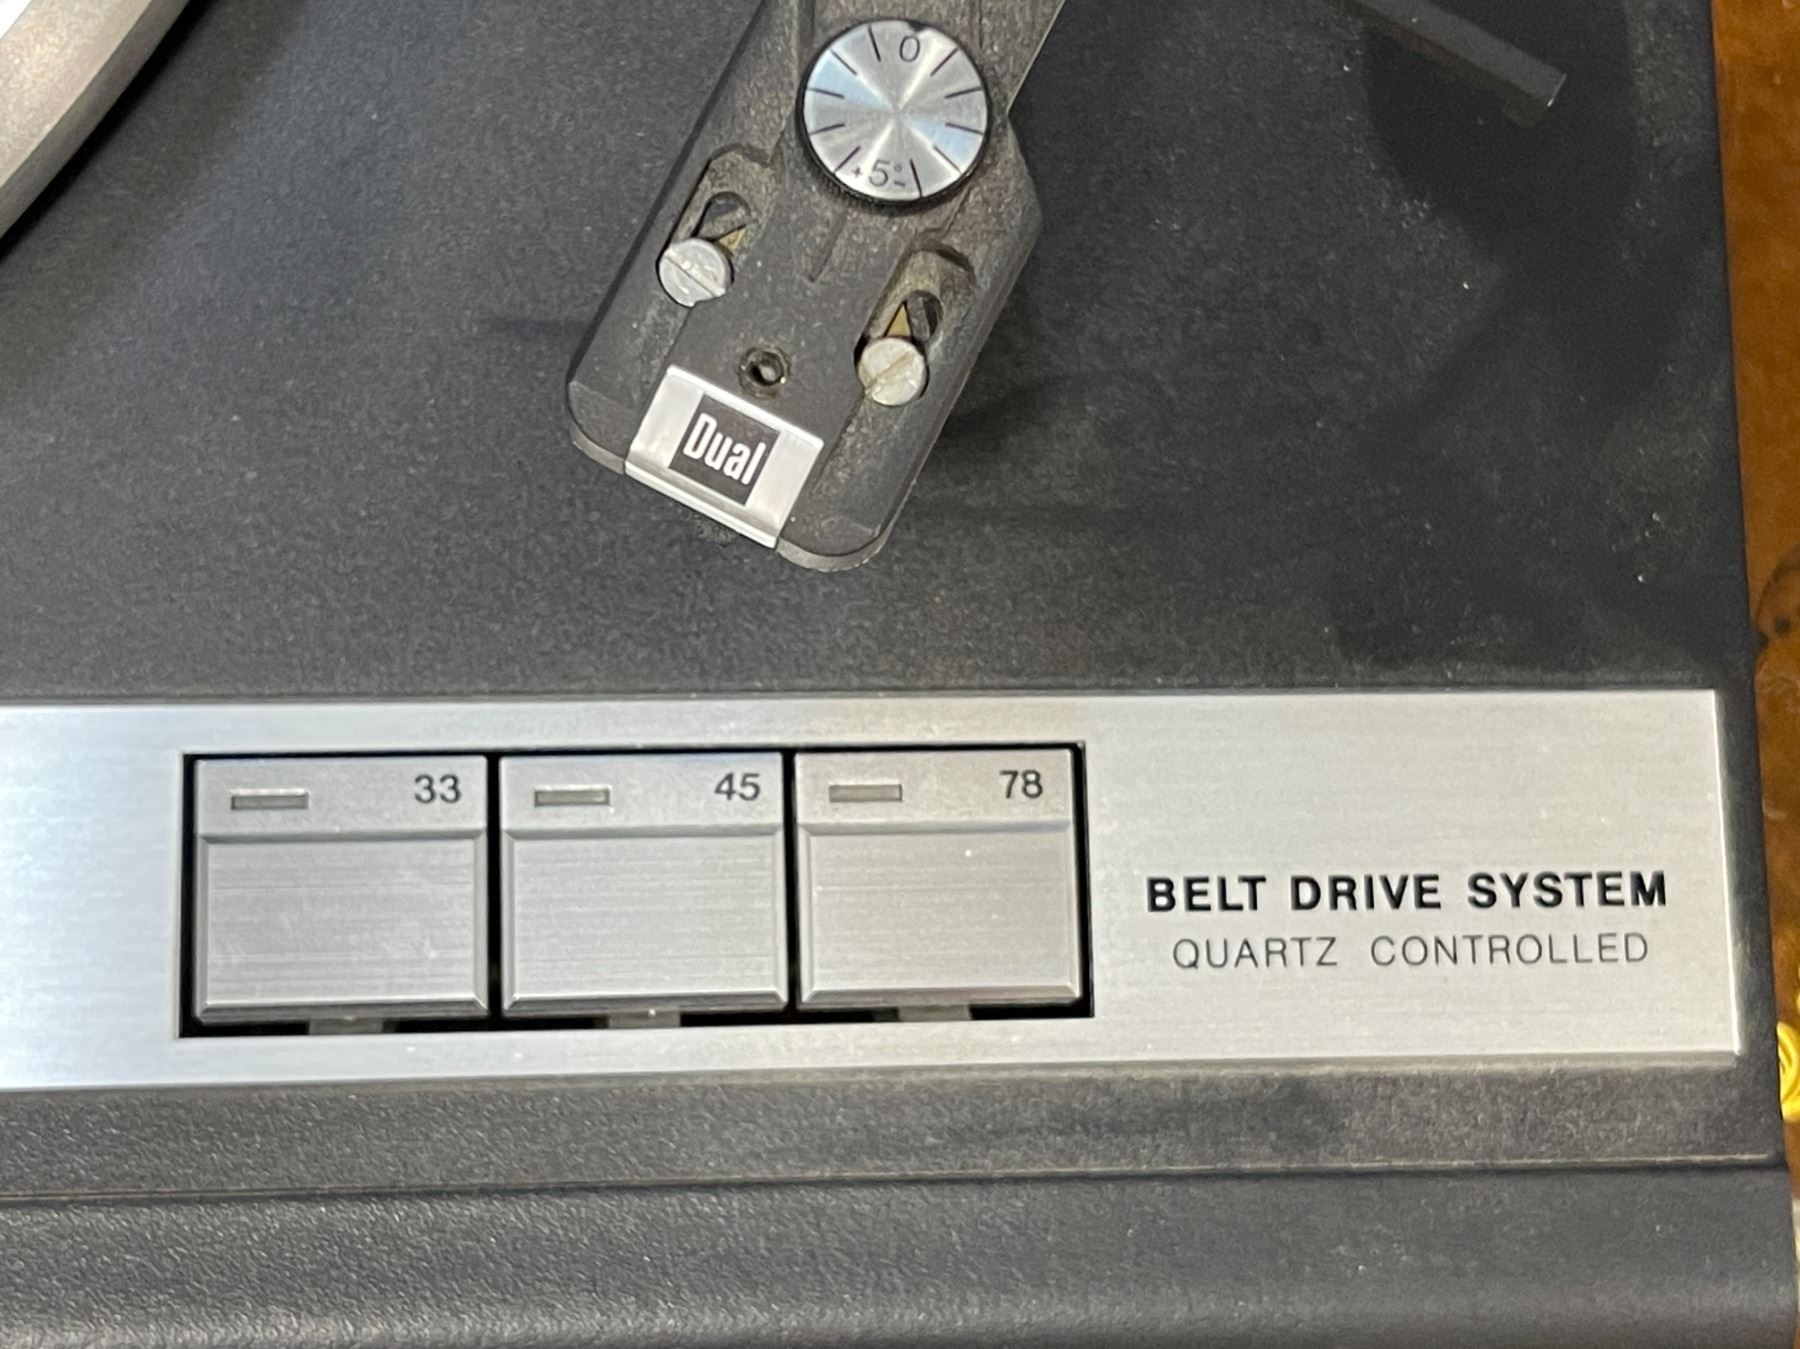 0
+5°-
Dual
33
45
78
BELT DRIVE SYSTEM
QUARTZ CONTROLLED